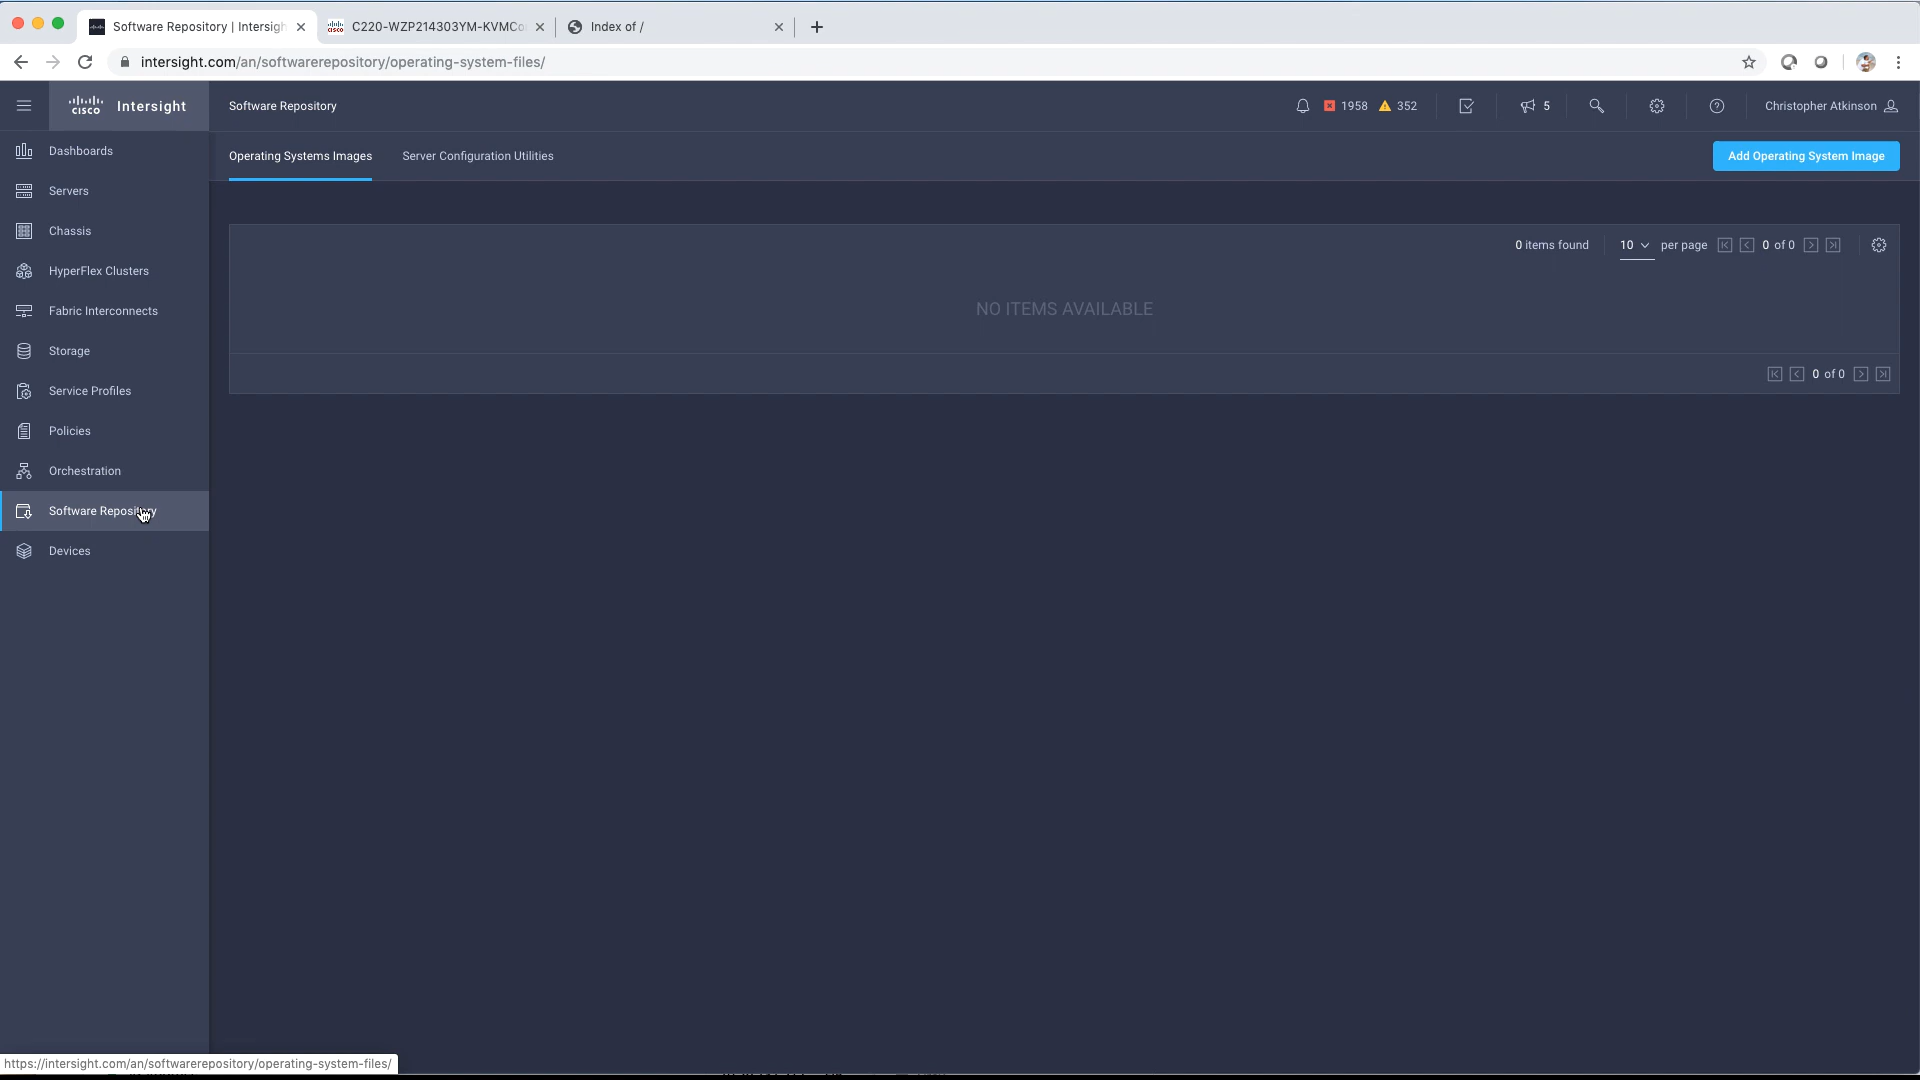 Software Repository | Intersigh
C220-WZP214303YM-KVMCo
Index of /
intersight.com/an/softwarerepository/operating-system-files/
cisco Intersight
Software Repository
1958
352
5
Christopher Atkinson
Dashboards
Servers
Chassis
HyperFlex Clusters
Fabric Interconnects
Storage
Service Profiles
Policies
Orchestration
Software Repository
Devices
Operating Systems Images
Server Configuration Utilities
Add Operating System Image
0 items found
10 per page
0 of 0
NO ITEMS AVAILABLE
0 of 0
https://intersight.com/an/softwarerepository/operating-system-files/